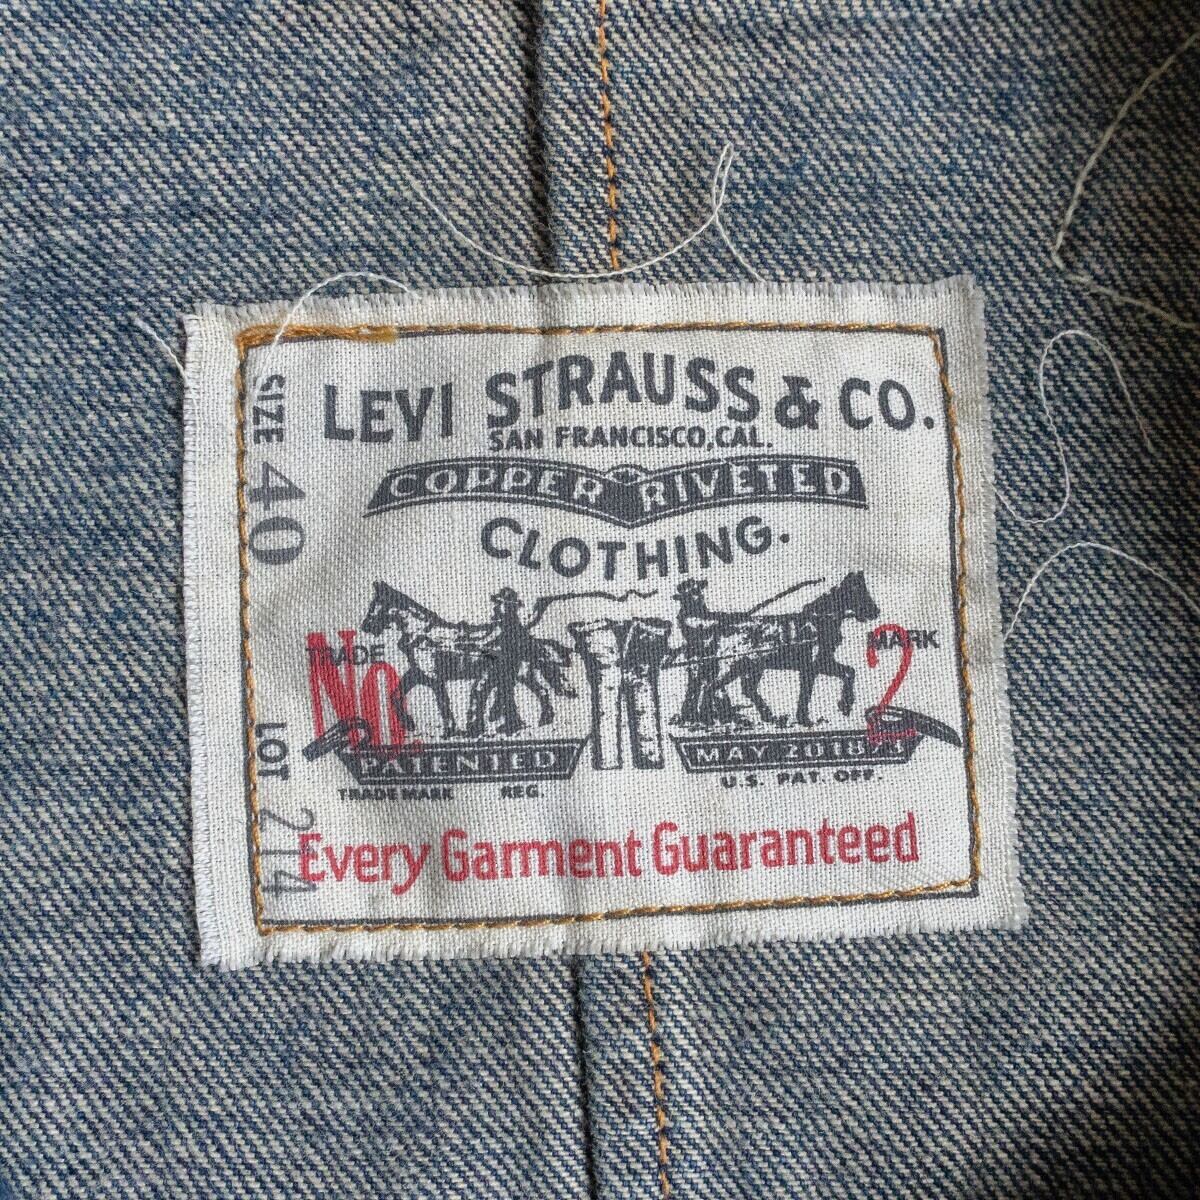 LEVI STRAUSS & CO.
SAN FRANCISCO, CAL.
COPPER RIVETED
CLOTHING.
SIZE 40
TRADE MARK
No. 2
PATENTED MAY 20 1873
TRADE MARK REG. U.S. PAT. OFF.
LOT 214
Every Garment Guaranteed